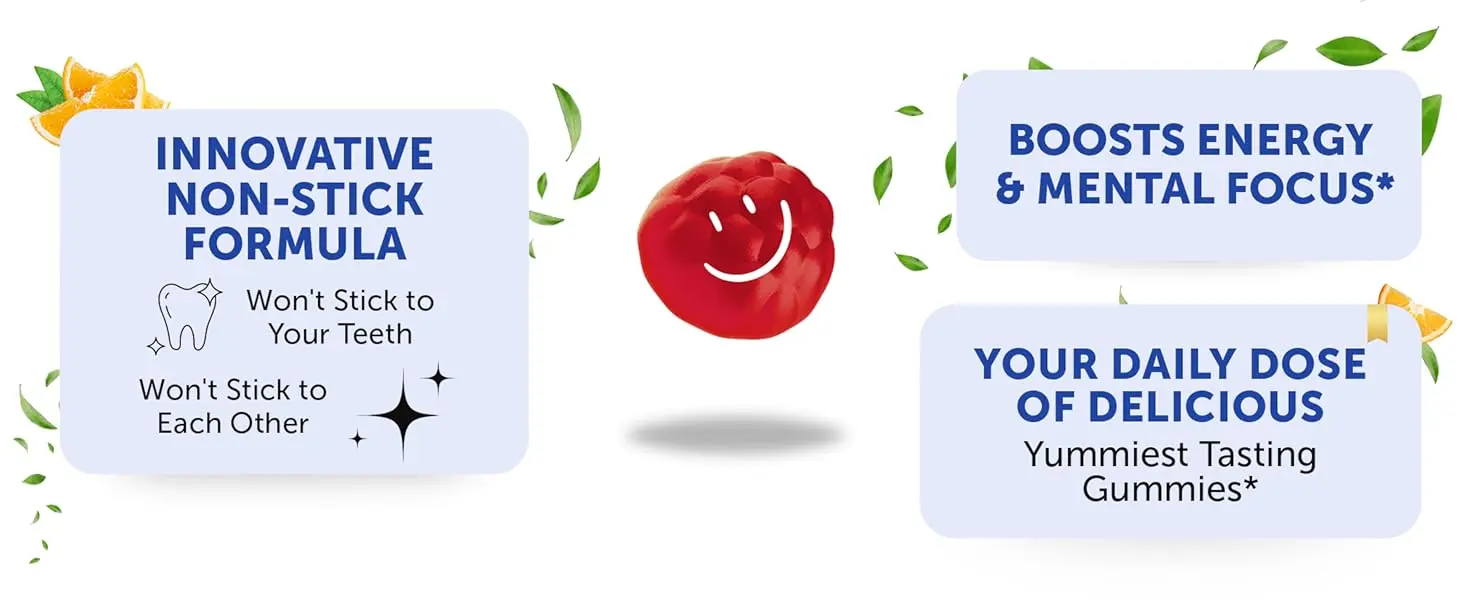 INNOVATIVE
NON-STICK
FORMULA
Won't Stick to
Your Teeth
Won't Stick to
Each Other
BOOSTS ENERGY
& MENTAL FOCUS*
YOUR DAILY DOSE
OF DELICIOUS
Yummiest Tasting
Gummies*